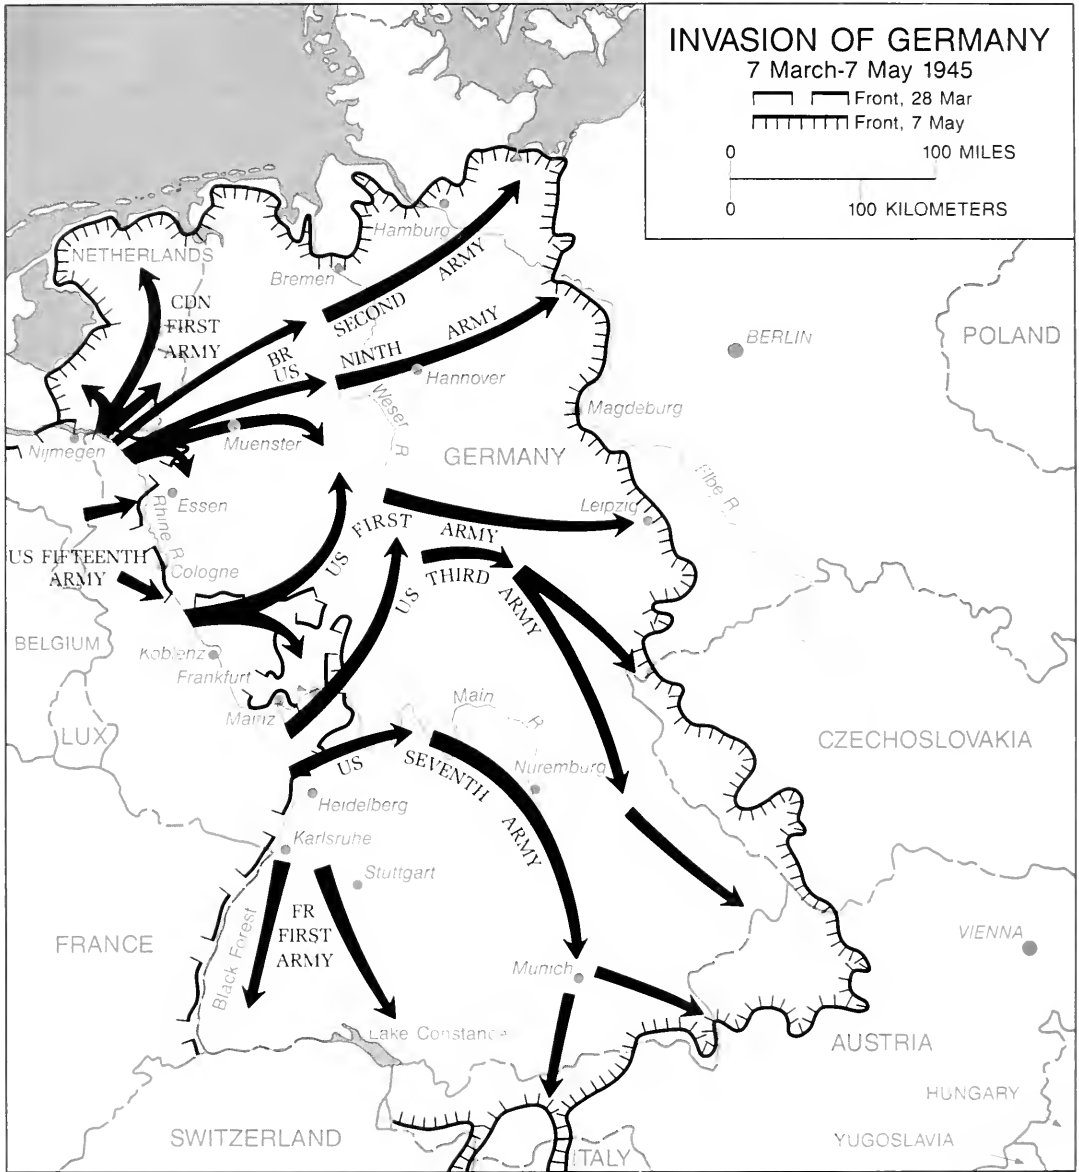 INVASION OF GERMANY
7 March-7 May 1945
Front, 28 Mar
Front, 7 May
0 100 MILES
0 100 KILOMETERS
Hamburg
NETHERLANDS
Bremen
CDN
FIRST
ARMY
BR SECOND ARMY
US NINTH ARMY
BERLIN
POLAND
Hannover
Weser R
Magdeburg
Nijmegen
Muenster
GERMANY
Elbe R
Essen
Leipzig
Rhine R
US FIRST ARMY
US FIFTEENTH
ARMY
Cologne
US THIRD ARMY
BELGIUM
Koblenz
Frankfurt
Main R
Mainz
LUX
CZECHOSLOVAKIA
US SEVENTH ARMY
Nuremburg
Heidelberg
Karlsruhe
Stuttgart
FR
FIRST
ARMY
Black Forest
FRANCE
VIENNA
Munich
Lake Constance
AUSTRIA
HUNGARY
SWITZERLAND
YUGOSLAVIA
ITALY